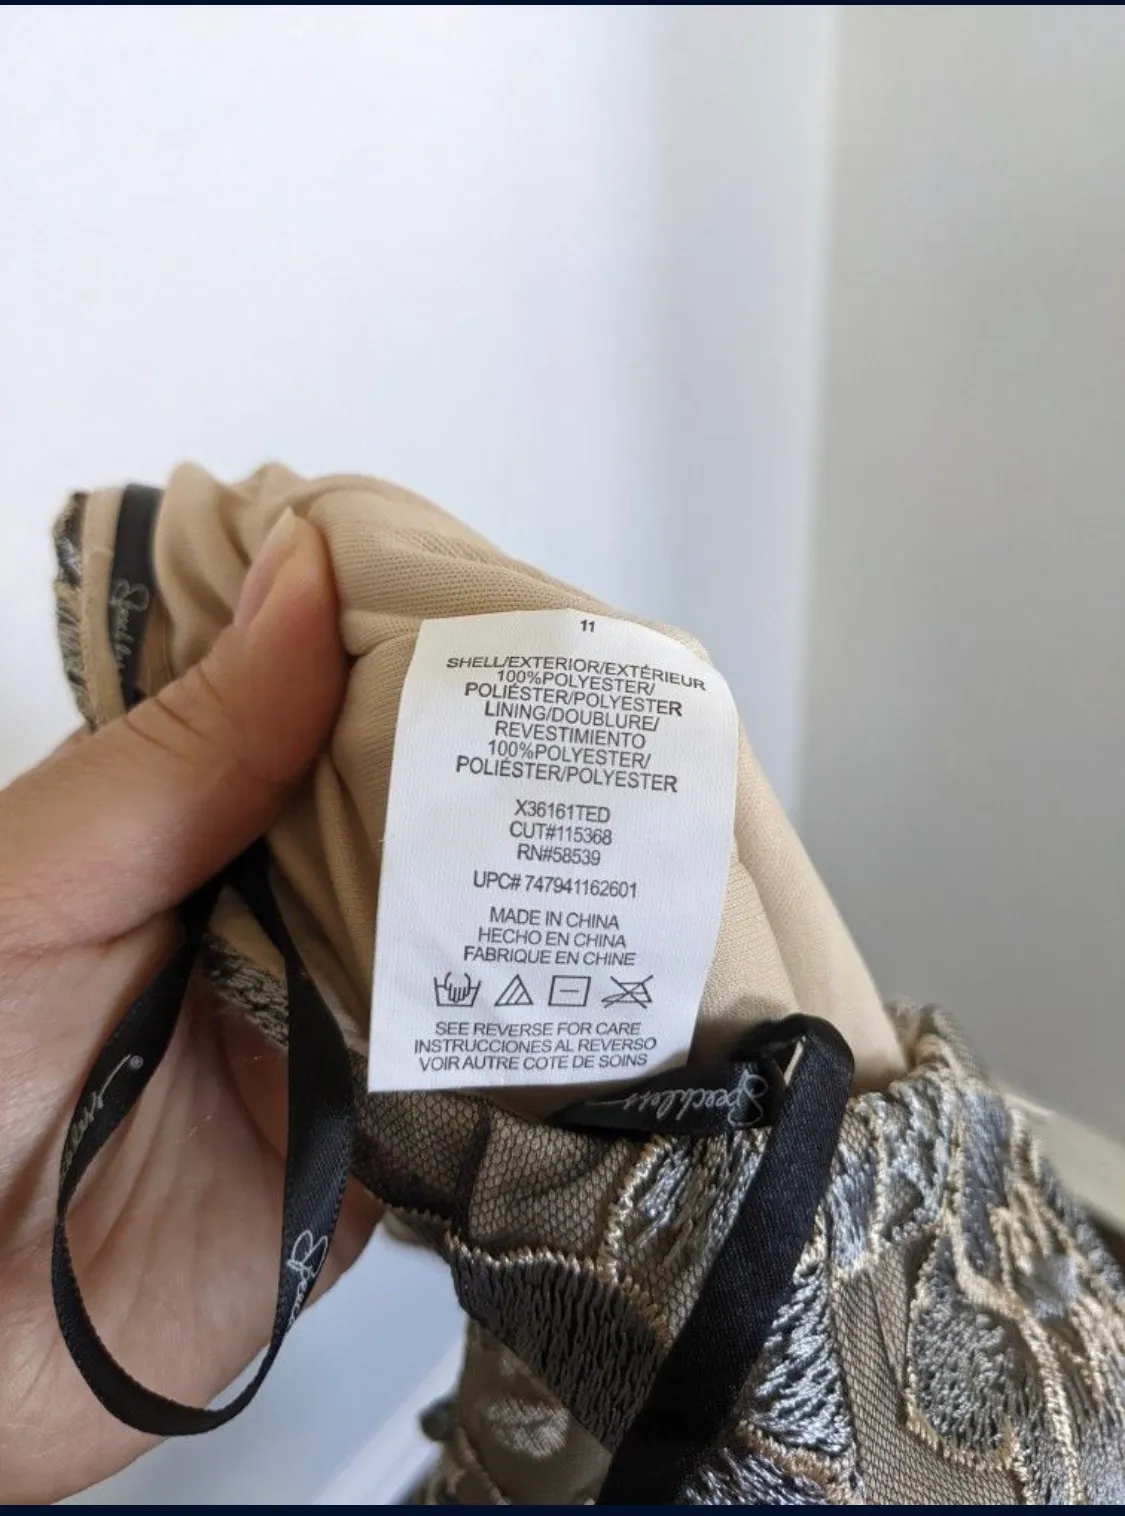 11
SHELL/EXTERIOR/EXTÉRIEUR
100%POLYESTER/
POLIÉSTER/POLYESTER
LINING/DOUBLURE/
REVESTIMIENTO
100%POLYESTER/
POLIÉSTER/POLYESTER
X36161TED
CUT#115368
RN#58539
UPC# 747941162601
MADE IN CHINA
HECHO EN CHINA
FABRIQUE EN CHINE
SEE REVERSE FOR CARE
INSTRUCCIONES AL REVERSO
VOIR AUTRE COTE DE SOINS
Speechless